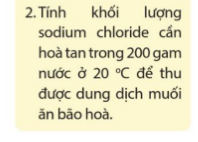 2. Tính khối lượng
sodium chloride cần
hoà tan trong 200 gam
nước ở 20 °C để thu
được dung dịch muối
ăn bão hoà.